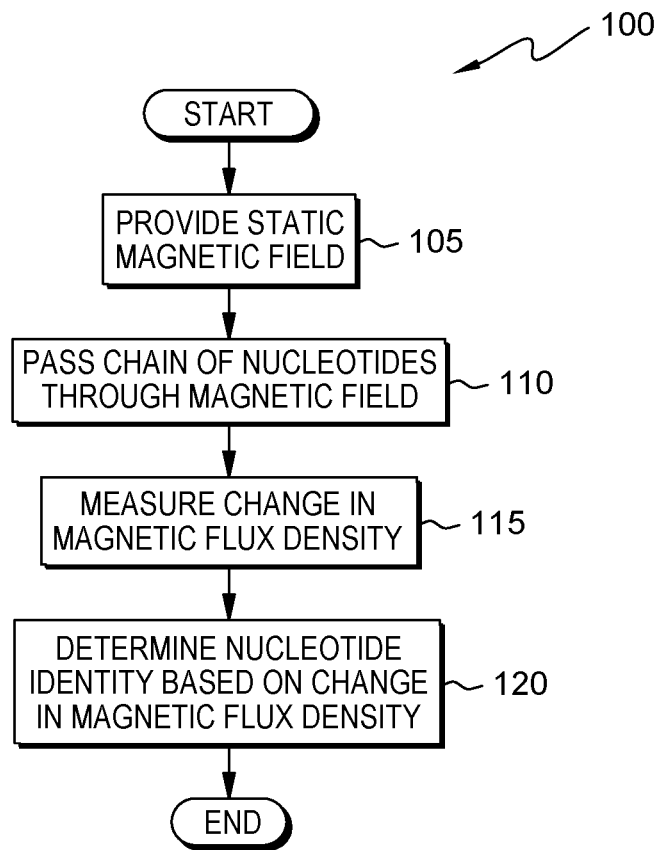 100
START
PROVIDE STATIC
MAGNETIC FIELD
105
PASS CHAIN OF NUCLEOTIDES
THROUGH MAGNETIC FIELD
110
MEASURE CHANGE IN
MAGNETIC FLUX DENSITY
115
DETERMINE NUCLEOTIDE
IDENTITY BASED ON CHANGE
IN MAGNETIC FLUX DENSITY
120
END